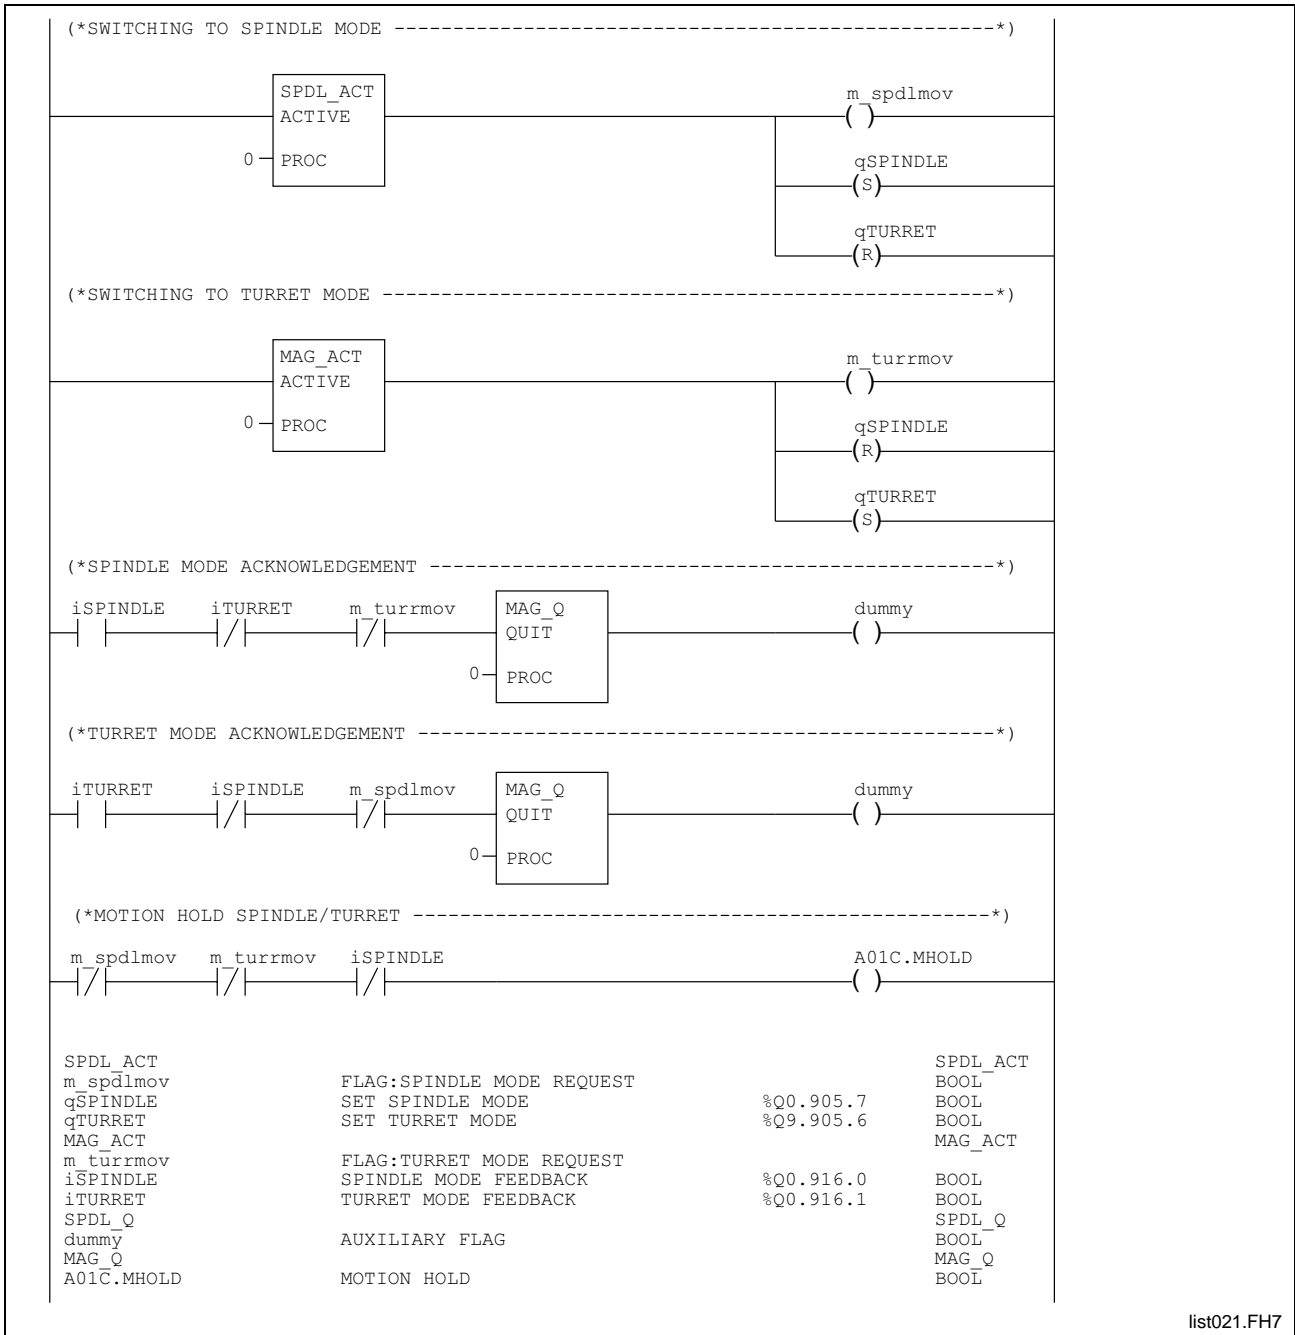 (*SWITCHING TO SPINDLE MODE ---------------------------------------------------*)
SPDL_ACT
ACTIVE
0 PROC
m_spdlmov
( )
qSPINDLE
(S)
qTURRET
(R)
(*SWITCHING TO TURRET MODE ----------------------------------------------------*)
MAG_ACT
ACTIVE
0 PROC
m_turrmov
( )
qSPINDLE
(R)
qTURRET
(S)
(*SPINDLE MODE ACKNOWLEDGEMENT ------------------------------------------------*)
iSPINDLE iTURRET m_turrmov MAG_Q dummy
QUIT ( )
0 PROC
(*TURRET MODE ACKNOWLEDGEMENT -------------------------------------------------*)
iTURRET iSPINDLE m_spdlmov MAG_Q dummy
QUIT ( )
0 PROC
(*MOTION HOLD SPINDLE/TURRET -------------------------------------------------*)
m_spdlmov m_turrmov iSPINDLE A01C.MHOLD
( )
SPDL_ACT SPDL_ACT
m_spdlmov FLAG:SPINDLE MODE REQUEST BOOL
qSPINDLE SET SPINDLE MODE %Q0.905.7 BOOL
qTURRET SET TURRET MODE %Q9.905.6 BOOL
MAG_ACT MAG_ACT
m_turrmov FLAG:TURRET MODE REQUEST
iSPINDLE SPINDLE MODE FEEDBACK %Q0.916.0 BOOL
iTURRET TURRET MODE FEEDBACK %Q0.916.1 BOOL
SPDL_Q SPDL_Q
dummy AUXILIARY FLAG BOOL
MAG_Q MAG_Q
A01C.MHOLD MOTION HOLD BOOL
list021.FH7